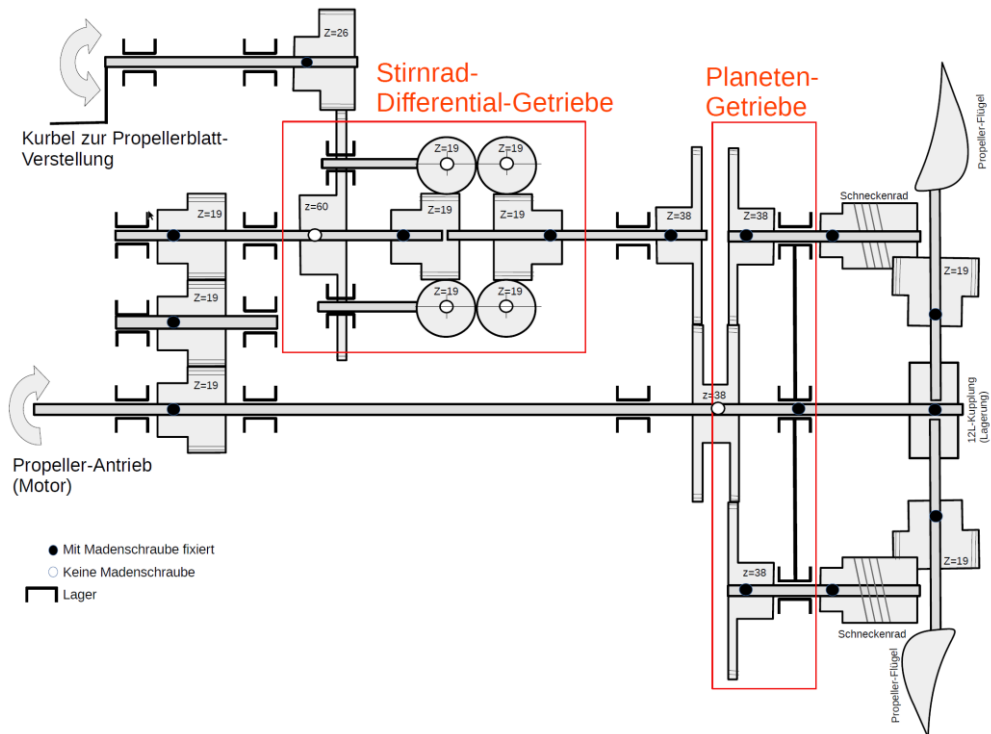 Z=26
Stirnrad-
Differential-Getriebe
Planeten-
Getriebe
Propeller-Flügel
Kurbel zur Propellerblatt-
Verstellung
Z=19
Z=19
Schneckenrad
Z=19
z=60
Z=19
Z=19
Z=38
Z=38
Z=19
Z=19
Z=19
Z=19
Z=19
z=38
12L-Kupplung
(Lagerung)
Propeller-Antrieb
(Motor)
Mit Madenschraube fixiert
Keine Madenschraube
Lager
z=38
Z=19
Schneckenrad
Propeller-Flügel